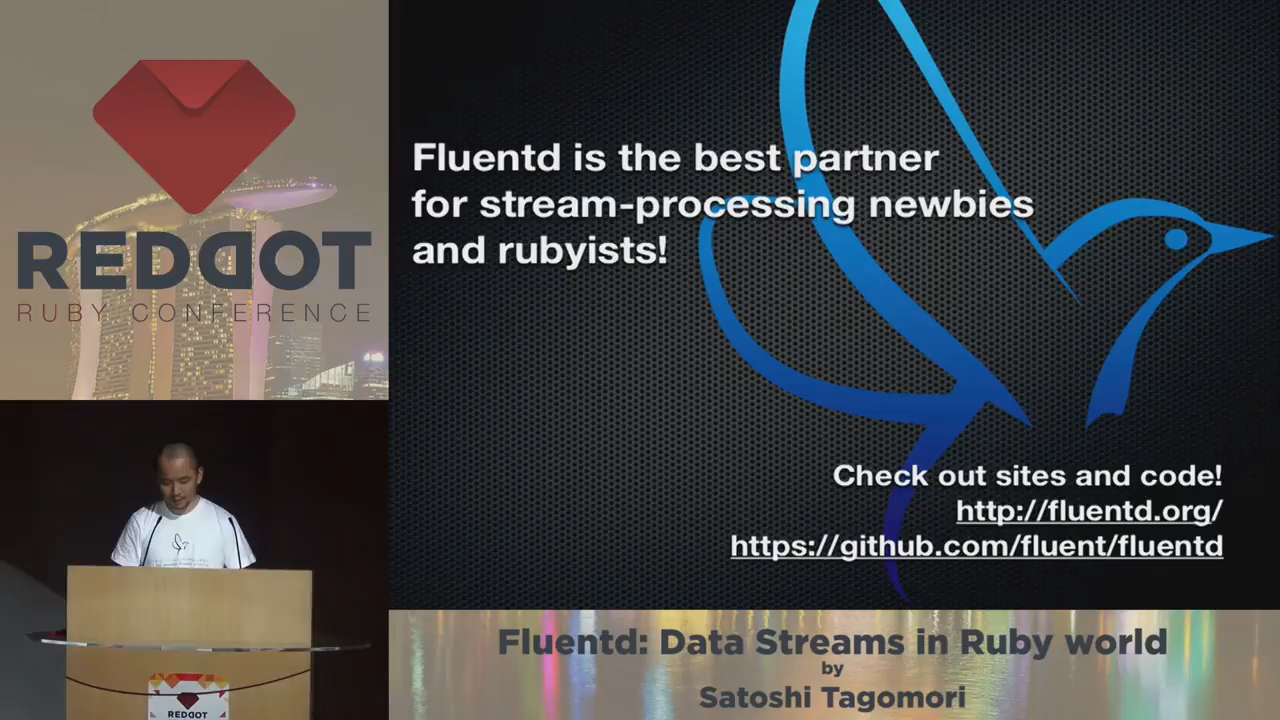 REDDOT
RUBY CONFERENCE
Fluentd is the best partner
for stream-processing newbies
and rubyists!
Check out sites and code!
http://fluentd.org/
https://github.com/fluent/fluentd
REDDOT
Fluentd: Data Streams in Ruby world
by
Satoshi Tagomori